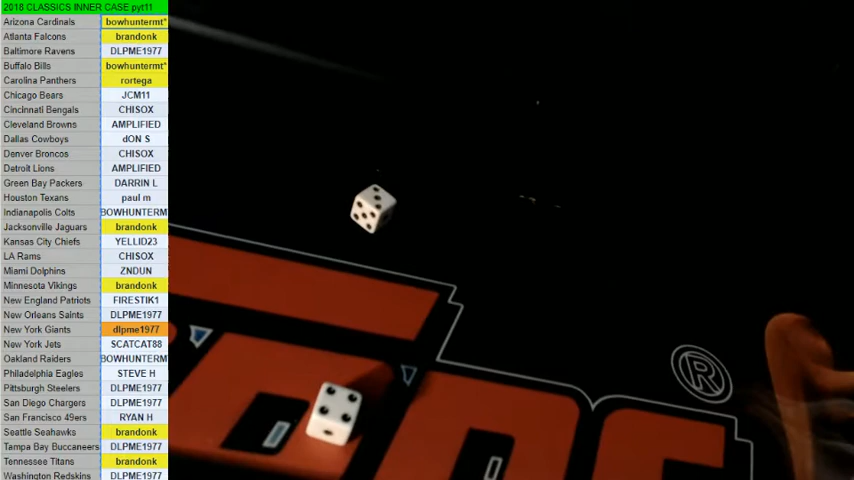 2018 CLASSICS INNER CASE pyt11
Arizona Cardinals bowhuntermt*
Atlanta Falcons brandonk
Baltimore Ravens DLPME1977
Buffalo Bills bowhuntermt*
Carolina Panthers rortega
Chicago Bears JCM11
Cincinnati Bengals CHISOX
Cleveland Browns AMPLIFIED
Dallas Cowboys dON S
Denver Broncos CHISOX
Detroit Lions AMPLIFIED
Green Bay Packers DARRIN L
Houston Texans paul m
Indianapolis Colts BOWHUNTERM
Jacksonville Jaguars brandonk
Kansas City Chiefs YELLID23
LA Rams CHISOX
Miami Dolphins ZNDUN
Minnesota Vikings brandonk
New England Patriots FIRESTIK1
New Orleans Saints DLPME1977
New York Giants dlpme1977
New York Jets SCATCAT88
Oakland Raiders BOWHUNTERM
Philadelphia Eagles STEVE H
Pittsburgh Steelers DLPME1977
San Diego Chargers DLPME1977
San Francisco 49ers RYAN H
Seattle Seahawks brandonk
Tampa Bay Buccaneers DLPME1977
Tennessee Titans brandonk
Washington Redskins DLPME1977
®